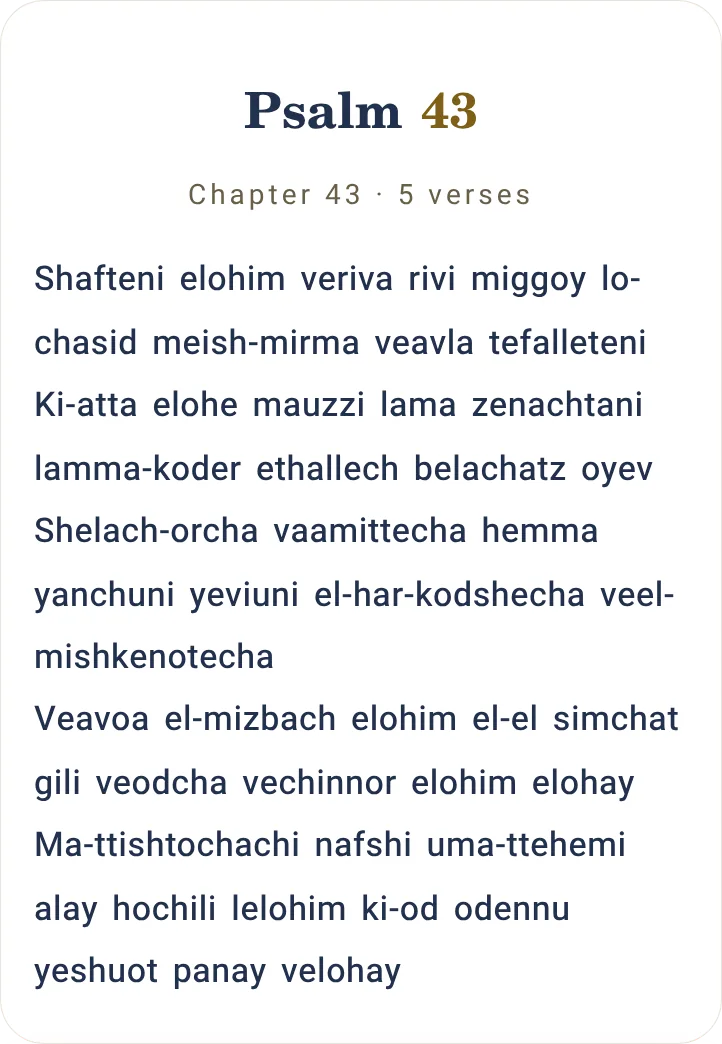 Psalm 43
Chapter 43 · 5 verses
Shafteni elohim veriva rivi miggoy lo-
chasid meish-mirma veavla tefalleteni
Ki-atta elohe mauzzi lama zenachtani
lamma-koder ethallech belachatz oyev
Shelach-orcha vaamittecha hemma
yanchuni yeviuni el-har-kodshecha veel-
mishkenotecha
Veavoa el-mizbach elohim el-el simchat
gili veodcha vechinnor elohim elohay
Ma-ttishtochachi nafshi uma-ttehemi
alay hochili lelohim ki-od odennu
yeshuot panay velohay